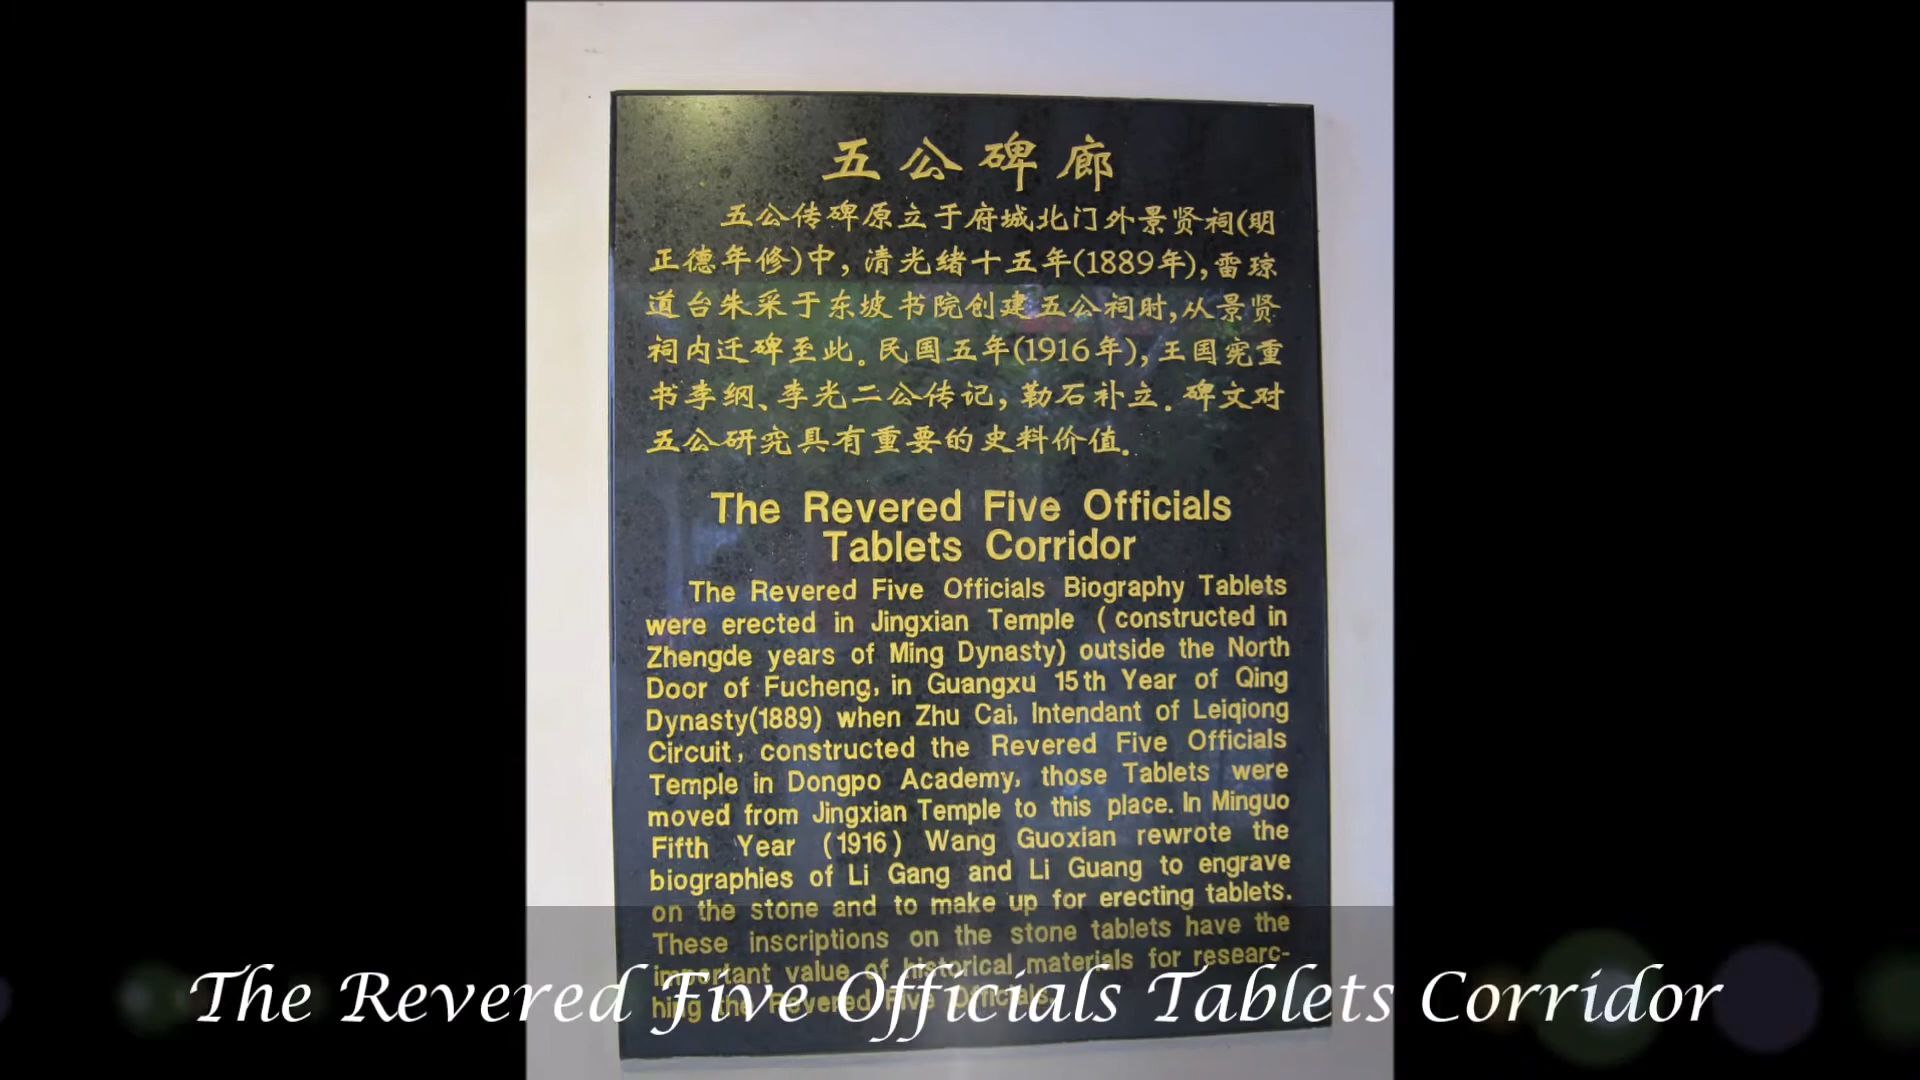 五公碑廊
五公传碑原立于府城北门外景贤祠(明
正德年修)中,清光绪十五年(1889年),雷琼
道台朱采于东坡书院创建五公祠时,从景贤
祠内迁碑至此。民国五年(1916年),王国宪重
书李纲、李光二公传记,勒石补立。碑文对
五公研究具有重要的史料价值。
The Revered Five Officials
Tablets Corridor
The Revered Five Officials Biography Tablets
were erected in Jingxian Temple (constructed in
Zhengde years of Ming Dynasty) outside the North
Door of Fucheng, in Guangxu 15th Year of Qing
Dynasty(1889) when Zhu Cai, Intendant of Leiqiong
Circuit, constructed the Revered Five Officials
Temple in Dongpo Academy, those Tablets were
moved from Jingxian Temple to this place. In Minguo
Fifth Year (1916) Wang Guoxian rewrote the
biographies of Li Gang and Li Guang to engrave
on the stone and to make up for erecting tablets.
These inscriptions on the stone tablets have the
important value of historical materials for researc-
hing the Revered Five Officials.
The Revered Five Officials Tablets Corridor